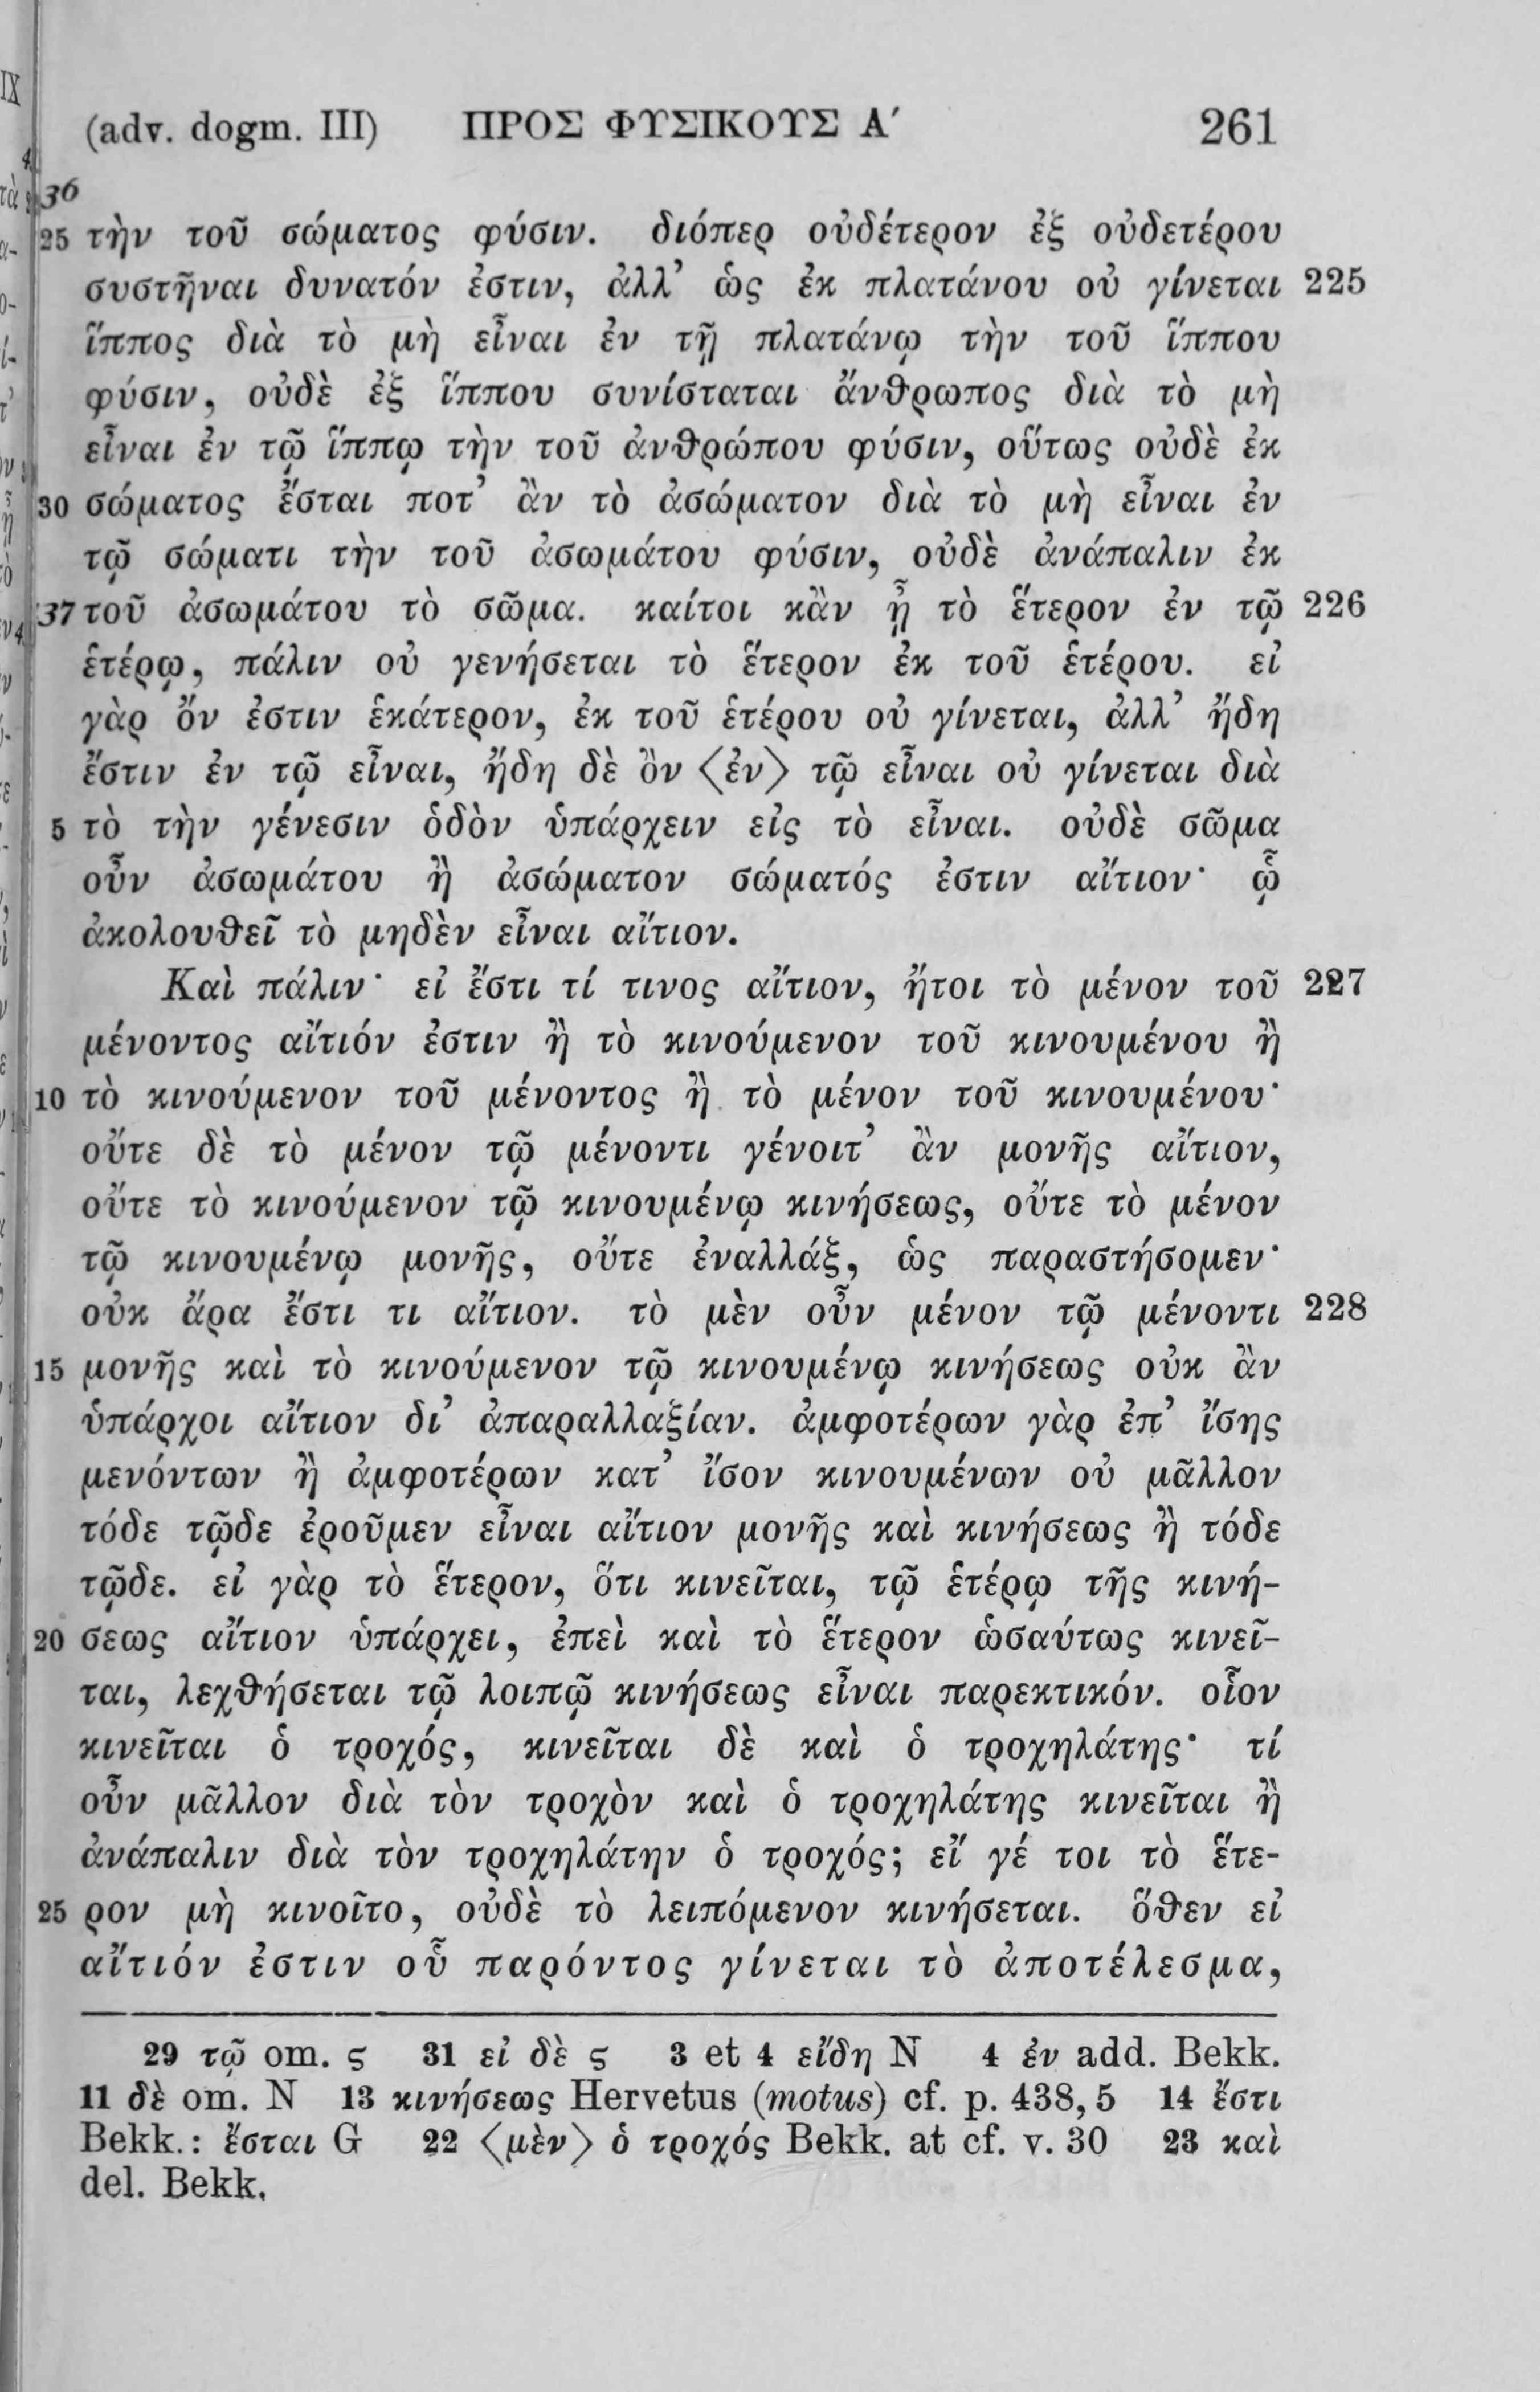 (adv. dogm. III) ΠΡΟΣ ΦΥΣΙΚΟΥΣ Α′ 261
36
25 τὴν τοῦ σώματος φύσιν. διόπερ οὐδέτερον ἐξ οὐδετέρου
συστῆναι δυνατόν ἐστιν, ἀλλ’ ὡς ἐκ πλατάνου οὐ γίνεται 225
ἵππος διὰ τὸ μὴ εἶναι ἐν τῇ πλατάνῳ τὴν τοῦ ἵππου
φύσιν, οὐδὲ ἐξ ἵππου συνίσταται ἄνθρωπος διὰ τὸ μὴ
εἶναι ἐν τῷ ἵππῳ τὴν τοῦ ἀνθρώπου φύσιν, οὕτως οὐδὲ ἐκ
30 σώματος ἔσται ποτ’ ἂν τὸ ἀσώματον διὰ τὸ μὴ εἶναι ἐν
τῷ σώματι τὴν τοῦ ἀσωμάτου φύσιν, οὐδὲ ἀνάπαλιν ἐκ
37 τοῦ ἀσωμάτου τὸ σῶμα. καίτοι κἂν ᾖ τὸ ἕτερον ἐν τῷ 226
ἑτέρῳ, πάλιν οὐ γενήσεται τὸ ἕτερον ἐκ τοῦ ἑτέρου. εἰ
γὰρ ὄν ἐστιν ἑκάτερον, ἐκ τοῦ ἑτέρου οὐ γίνεται, ἀλλ’ ἤδη
ἔστιν ἐν τῷ εἶναι, ἤδη δὲ ὂν ⟨ἐν⟩ τῷ εἶναι οὐ γίνεται διὰ
5 τὸ τὴν γένεσιν ὁδὸν ὑπάρχειν εἰς τὸ εἶναι. οὐδὲ σῶμα
οὖν ἀσωμάτου ἢ ἀσώματον σώματός ἐστιν αἴτιον· ᾧ
ἀκολουθεῖ τὸ μηδὲν εἶναι αἴτιον.
Καὶ πάλιν· εἰ ἔστι τί τινος αἴτιον, ἤτοι τὸ μένον τοῦ 227
μένοντος αἴτιόν ἐστιν ἢ τὸ κινούμενον τοῦ κινουμένου ἢ
10 τὸ κινούμενον τοῦ μένοντος ἢ τὸ μένον τοῦ κινουμένου·
οὔτε δὲ τὸ μένον τῷ μένοντι γένοιτ’ ἂν μονῆς αἴτιον,
οὔτε τὸ κινούμενον τῷ κινουμένῳ κινήσεως, οὔτε τὸ μένον
τῷ κινουμένῳ μονῆς, οὔτε ἐναλλάξ, ὡς παραστήσομεν·
οὐκ ἄρα ἔστι τι αἴτιον. τὸ μὲν οὖν μένον τῷ μένοντι 228
15 μονῆς καὶ τὸ κινούμενον τῷ κινουμένῳ κινήσεως οὐκ ἂν
ὑπάρχοι αἴτιον δι’ ἀπαραλλαξίαν. ἀμφοτέρων γὰρ ἐπ’ ἴσης
μενόντων ἢ ἀμφοτέρων κατ’ ἴσον κινουμένων οὐ μᾶλλον
τόδε τῷδε ἐροῦμεν εἶναι αἴτιον μονῆς καὶ κινήσεως ἢ τόδε
τῷδε. εἰ γὰρ τὸ ἕτερον, ὅτι κινεῖται, τῷ ἑτέρῳ τῆς κινή-
20 σεως αἴτιον ὑπάρχει, ἐπεὶ καὶ τὸ ἕτερον ὡσαύτως κινεῖ-
ται, λεχθήσεται τῷ λοιπῷ κινήσεως εἶναι παρεκτικόν. οἷον
κινεῖται ὁ τροχός, κινεῖται δὲ καὶ ὁ τροχηλάτης· τί
οὖν μᾶλλον διὰ τὸν τροχὸν καὶ ὁ τροχηλάτης κινεῖται ἢ
ἀνάπαλιν διὰ τὸν τροχηλάτην ὁ τροχός; εἴ γέ τοι τὸ ἕτε-
25 ρον μὴ κινοῖτο, οὐδὲ τὸ λειπόμενον κινήσεται. ὅθεν εἰ
αἴτιόν ἐστιν οὗ παρόντος γίνεται τὸ ἀποτέλεσμα,
29 τῷ om. ς 31 εἰ δὲ ς 3 et 4 εἴδη N 4 ἐν add. Bekk.
11 δὲ om. N 13 κινήσεως Hervetus (motus) cf. p. 438, 5 14 ἔστι
Bekk.: ἔσται G 22 ⟨μὲν⟩ ὁ τροχός Bekk. at cf. v. 30 23 καὶ
del. Bekk.